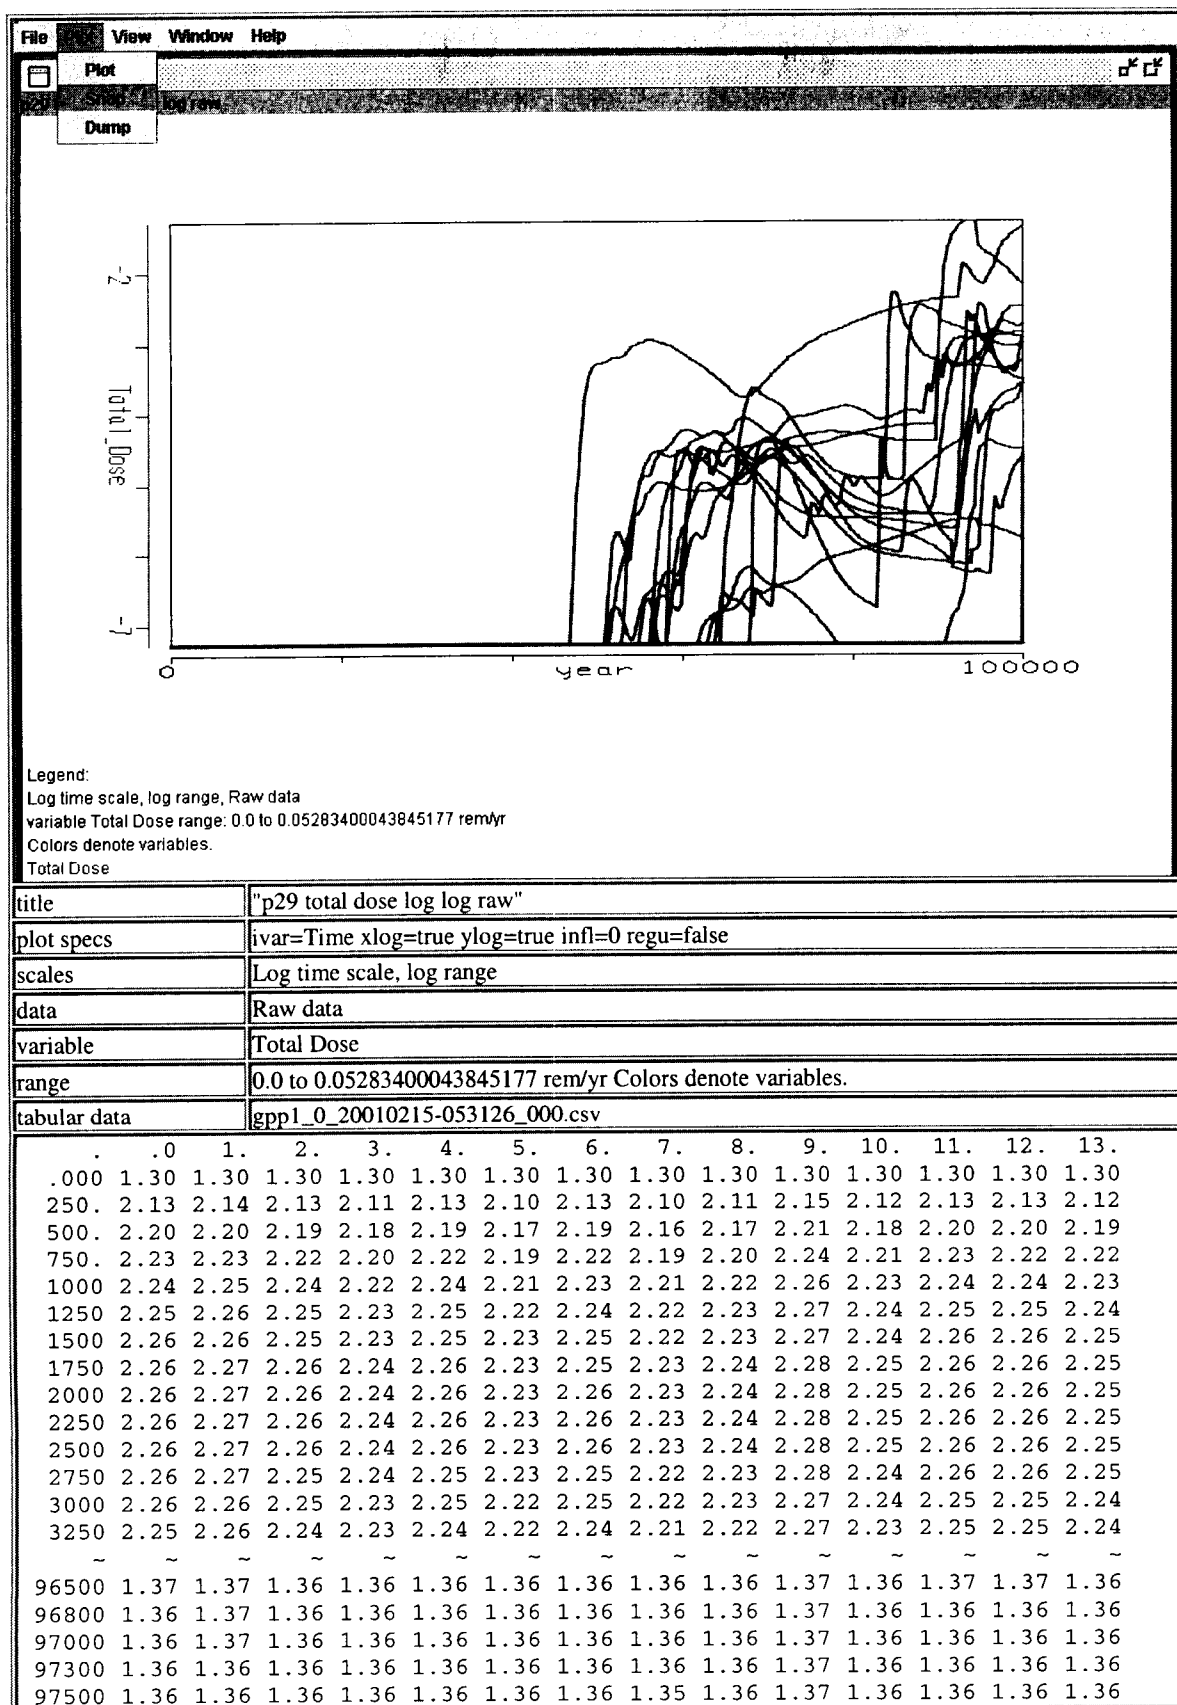 File View Window Help
Plot
Snap
Dump
log raw
-2
Total_Dose
-7
0
year
100000
Legend:
Log time scale, log range, Raw data
variable Total Dose range: 0.0 to 0.05283400043845177 rem/yr
Colors denote variables.
Total Dose
title "p29 total dose log log raw"
plot specs ivar=Time xlog=true ylog=true infl=0 regu=false
scales Log time scale, log range
data Raw data
variable Total Dose
range 0.0 to 0.05283400043845177 rem/yr Colors denote variables.
tabular data gpp1_0_20010215-053126_000.csv
. .0 1. 2. 3. 4. 5. 6. 7. 8. 9. 10. 11. 12. 13.
.000 1.30 1.30 1.30 1.30 1.30 1.30 1.30 1.30 1.30 1.30 1.30 1.30 1.30 1.30
250. 2.13 2.14 2.13 2.11 2.13 2.10 2.13 2.10 2.11 2.15 2.12 2.13 2.13 2.12
500. 2.20 2.20 2.19 2.18 2.19 2.17 2.19 2.16 2.17 2.21 2.18 2.20 2.20 2.19
750. 2.23 2.23 2.22 2.20 2.22 2.19 2.22 2.19 2.20 2.24 2.21 2.23 2.22 2.22
1000 2.24 2.25 2.24 2.22 2.24 2.21 2.23 2.21 2.22 2.26 2.23 2.24 2.24 2.23
1250 2.25 2.26 2.25 2.23 2.25 2.22 2.24 2.22 2.23 2.27 2.24 2.25 2.25 2.24
1500 2.26 2.26 2.25 2.23 2.25 2.23 2.25 2.22 2.23 2.27 2.24 2.26 2.26 2.25
1750 2.26 2.27 2.26 2.24 2.26 2.23 2.25 2.23 2.24 2.28 2.25 2.26 2.26 2.25
2000 2.26 2.27 2.26 2.24 2.26 2.23 2.26 2.23 2.24 2.28 2.25 2.26 2.26 2.25
2250 2.26 2.27 2.26 2.24 2.26 2.23 2.26 2.23 2.24 2.28 2.25 2.26 2.26 2.25
2500 2.26 2.27 2.26 2.24 2.26 2.23 2.26 2.23 2.24 2.28 2.25 2.26 2.26 2.25
2750 2.26 2.27 2.25 2.24 2.25 2.23 2.25 2.22 2.23 2.28 2.24 2.26 2.26 2.25
3000 2.26 2.26 2.25 2.23 2.25 2.22 2.25 2.22 2.23 2.27 2.24 2.25 2.25 2.24
3250 2.25 2.26 2.24 2.23 2.24 2.22 2.24 2.21 2.22 2.27 2.23 2.25 2.25 2.24
~ ~ ~ ~ ~ ~ ~ ~ ~ ~ ~ ~ ~ ~ ~
96500 1.37 1.37 1.36 1.36 1.36 1.36 1.36 1.36 1.36 1.37 1.36 1.37 1.37 1.36
96800 1.36 1.37 1.36 1.36 1.36 1.36 1.36 1.36 1.36 1.37 1.36 1.36 1.36 1.36
97000 1.36 1.37 1.36 1.36 1.36 1.36 1.36 1.36 1.36 1.37 1.36 1.36 1.36 1.36
97300 1.36 1.36 1.36 1.36 1.36 1.36 1.36 1.36 1.36 1.37 1.36 1.36 1.36 1.36
97500 1.36 1.36 1.36 1.36 1.36 1.36 1.36 1.35 1.36 1.37 1.36 1.36 1.36 1.36